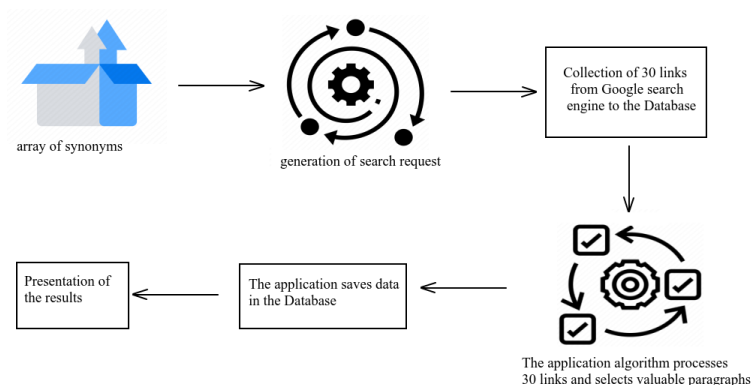 array of synonyms
generation of search request
Collection of 30 links
from Google search
engine to the Database
The application algorithm processes
30 links and selects valuable paragraphs
The application saves data
in the Database
Presentation of
the results